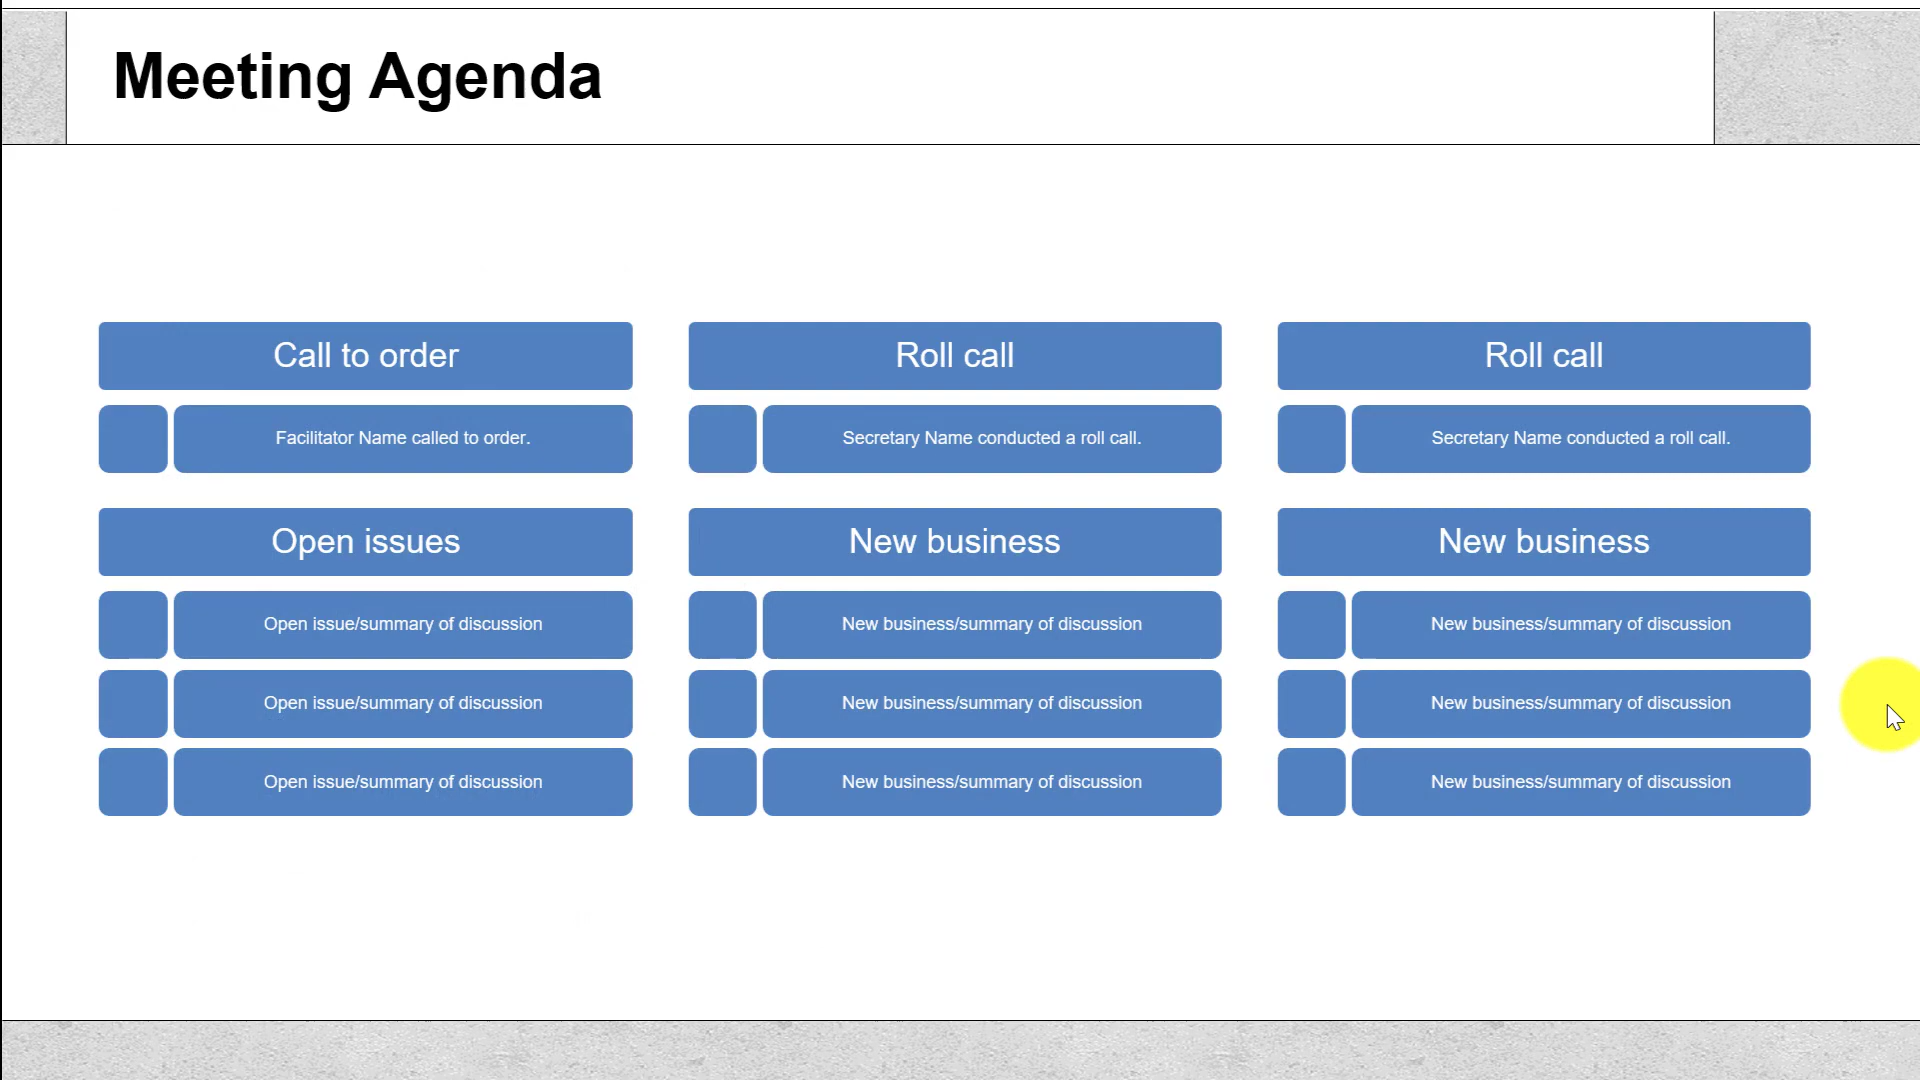 Meeting Agenda
Call to order
Facilitator Name called to order.
Roll call
Secretary Name conducted a roll call.
Roll call
Secretary Name conducted a roll call.
Open issues
Open issue/summary of discussion
Open issue/summary of discussion
Open issue/summary of discussion
New business
New business/summary of discussion
New business/summary of discussion
New business/summary of discussion
New business
New business/summary of discussion
New business/summary of discussion
New business/summary of discussion